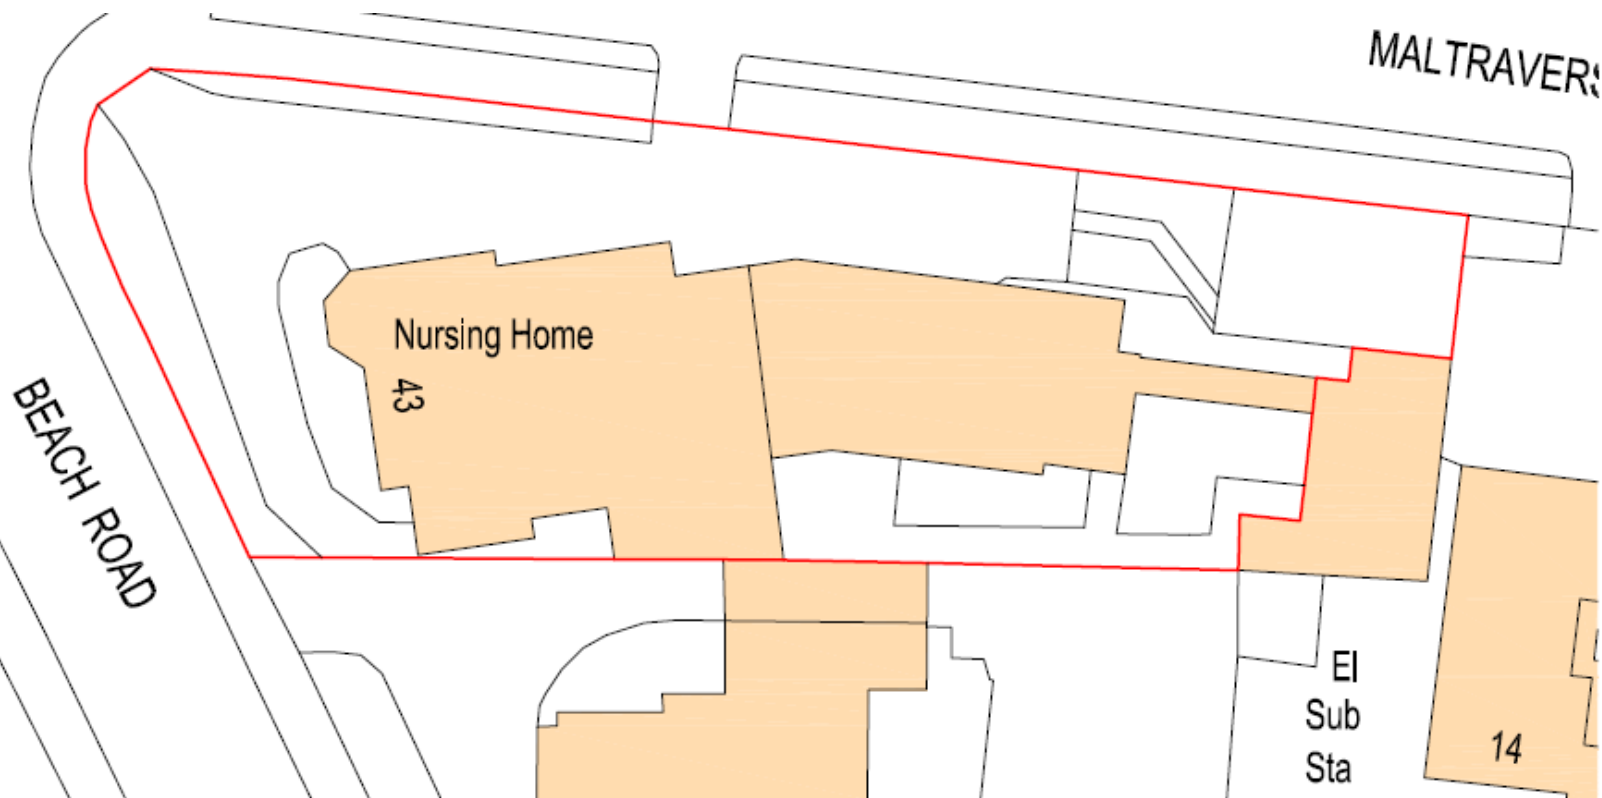 MALTRAVERS
Nursing Home
43
BEACH ROAD
El
Sub
Sta
14